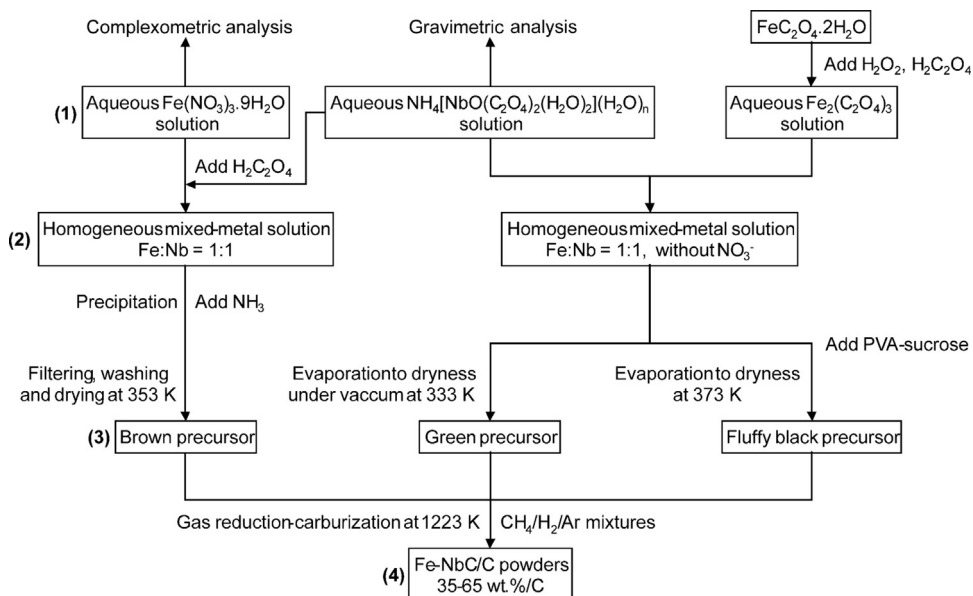 Complexometric analysis
Gravimetric analysis
FeC₂O₄.2H₂O
Add H₂O₂, H₂C₂O₄
(1)
Aqueous Fe(NO₃)₃.9H₂O
solution
Aqueous NH₄[NbO(C₂O₄)₂(H₂O)₂](H₂O)ₙ
solution
Aqueous Fe₂(C₂O₄)₃
solution
Add H₂C₂O₄
(2)
Homogeneous mixed-metal solution
Fe:Nb = 1:1
Homogeneous mixed-metal solution
Fe:Nb = 1:1, without NO₃⁻
Precipitation
Add NH₃
Add PVA-sucrose
Filtering, washing
and drying at 353 K
Evaporation to dryness
under vaccum at 333 K
Evaporation to dryness
at 373 K
(3)
Brown precursor
Green precursor
Fluffy black precursor
Gas reduction-carburization at 1223 K
CH₄/H₂/Ar mixtures
(4)
Fe-NbC/C powders
35-65 wt.%/C